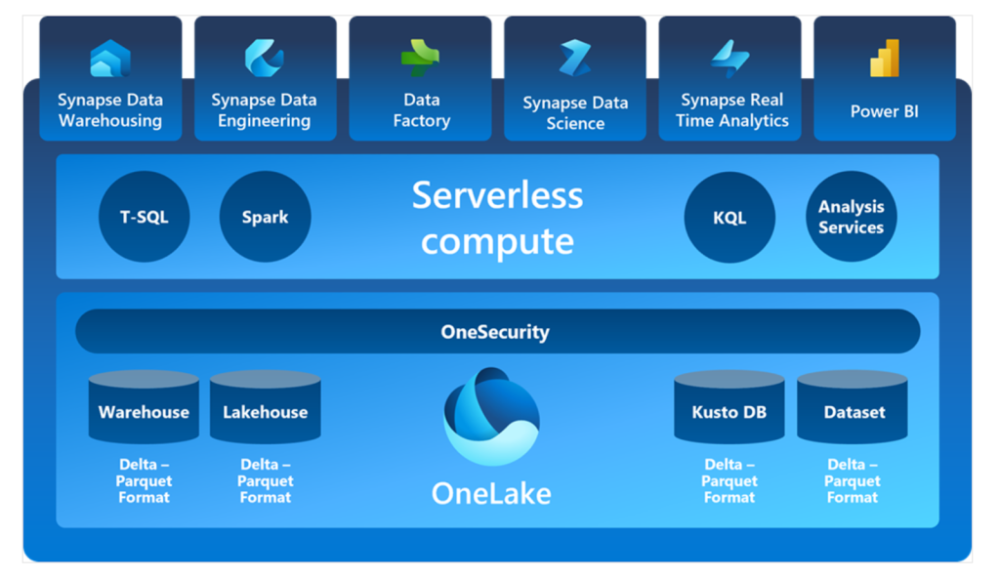 Synapse Data
Warehousing
Synapse Data
Engineering
Data
Factory
Synapse Data
Science
Synapse Real
Time Analytics
Power BI
T-SQL
Spark
Serverless
compute
KQL
Analysis
Services
OneSecurity
Warehouse
Lakehouse
Kusto DB
Dataset
Delta –
Parquet
Format
Delta –
Parquet
Format
OneLake
Delta –
Parquet
Format
Delta –
Parquet
Format